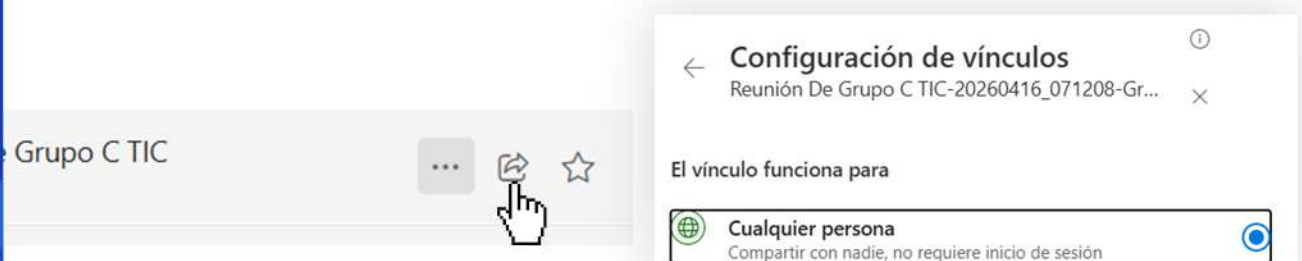 Grupo C TIC
Configuración de vínculos
Reunión De Grupo C TIC-20260416_071208-Gr...
El vínculo funciona para
Cualquier persona
Compartir con nadie, no requiere inicio de sesión